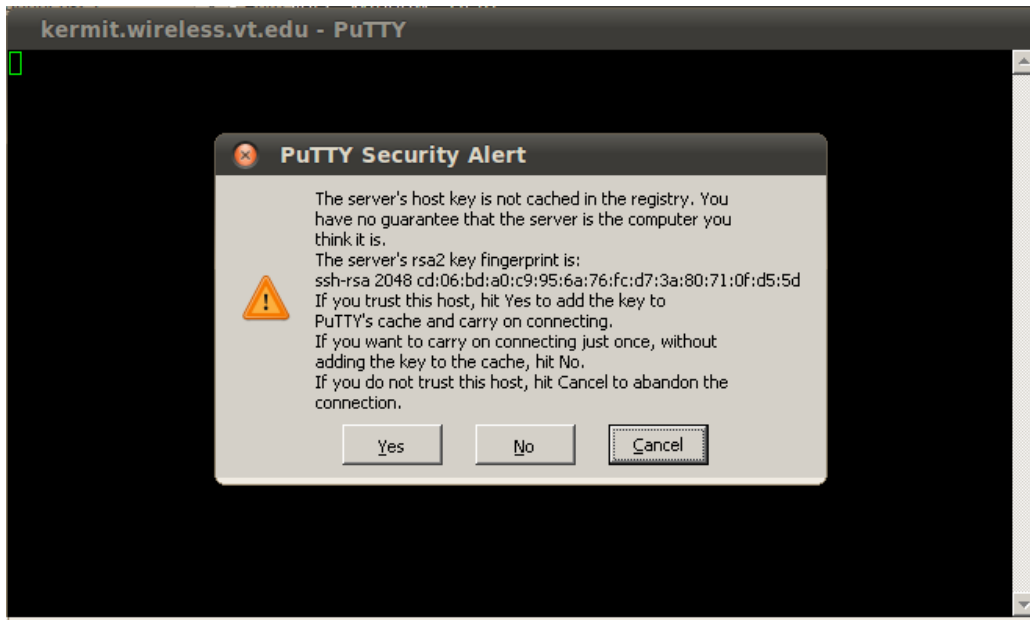 kermit.wireless.vt.edu - PuTTY
PuTTY Security Alert
The server's host key is not cached in the registry. You
have no guarantee that the server is the computer you
think it is.
The server's rsa2 key fingerprint is:
ssh-rsa 2048 cd:06:bd:a0:c9:95:6a:76:fc:d7:3a:80:71:0f:d5:5d
If you trust this host, hit Yes to add the key to
PuTTY's cache and carry on connecting.
If you want to carry on connecting just once, without
adding the key to the cache, hit No.
If you do not trust this host, hit Cancel to abandon the
connection.
Yes No Cancel